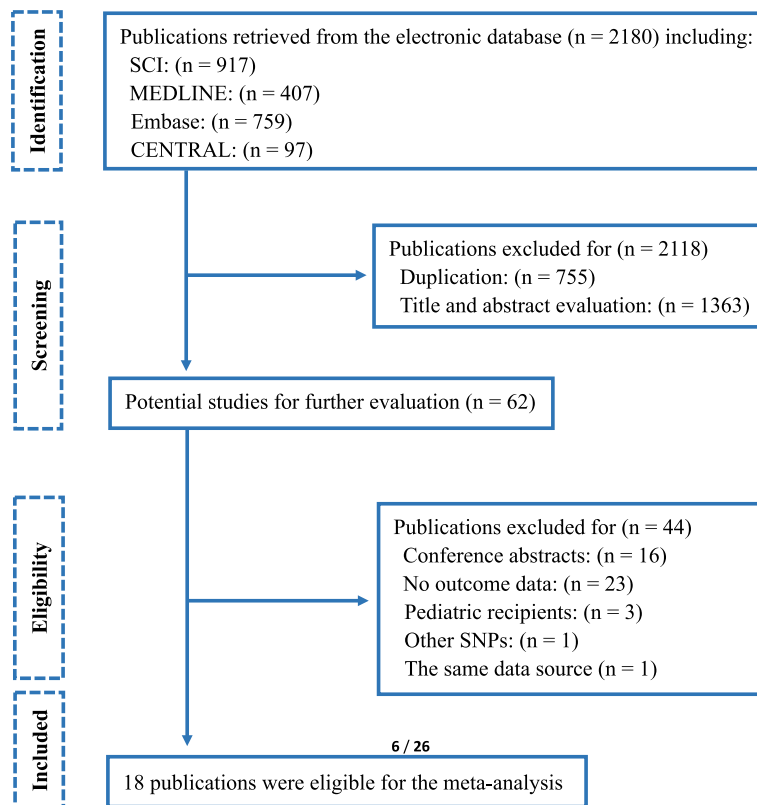 Identification
Publications retrieved from the electronic database (n = 2180) including:
SCI: (n = 917)
MEDLINE: (n = 407)
Embase: (n = 759)
CENTRAL: (n = 97)
Screening
Publications excluded for (n = 2118)
Duplication: (n = 755)
Title and abstract evaluation: (n = 1363)
Potential studies for further evaluation (n = 62)
Eligibility
Publications excluded for (n = 44)
Conference abstracts: (n = 16)
No outcome data: (n = 23)
Pediatric recipients: (n = 3)
Other SNPs: (n = 1)
The same data source (n = 1)
Included
6 / 26
18 publications were eligible for the meta-analysis